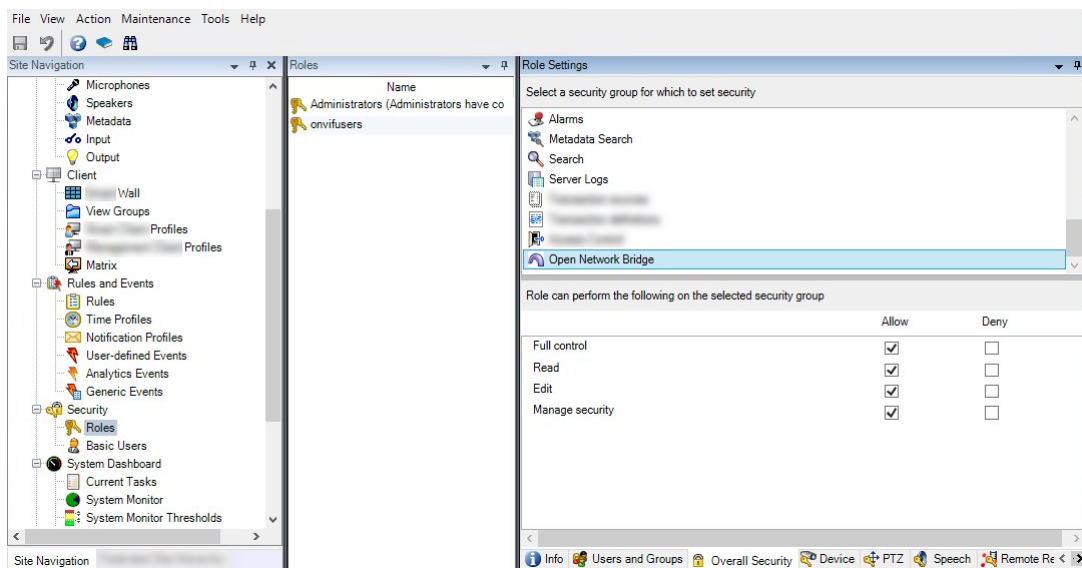 File View Action Maintenance Tools Help
Site Navigation
Microphones
Speakers
Metadata
Input
Output
Client
Wall
View Groups
Profiles
Profiles
Matrix
Rules and Events
Rules
Time Profiles
Notification Profiles
User-defined Events
Analytics Events
Generic Events
Security
Roles
Basic Users
System Dashboard
Current Tasks
System Monitor
System Monitor Thresholds
Site Navigation
Roles
Name
Administrators (Administrators have co
onvifusers
Role Settings
Select a security group for which to set security
Alarms
Metadata Search
Search
Server Logs
Open Network Bridge
Role can perform the following on the selected security group
Allow Deny
Full control
Read
Edit
Manage security
Info Users and Groups Overall Security Device PTZ Speech Remote Re